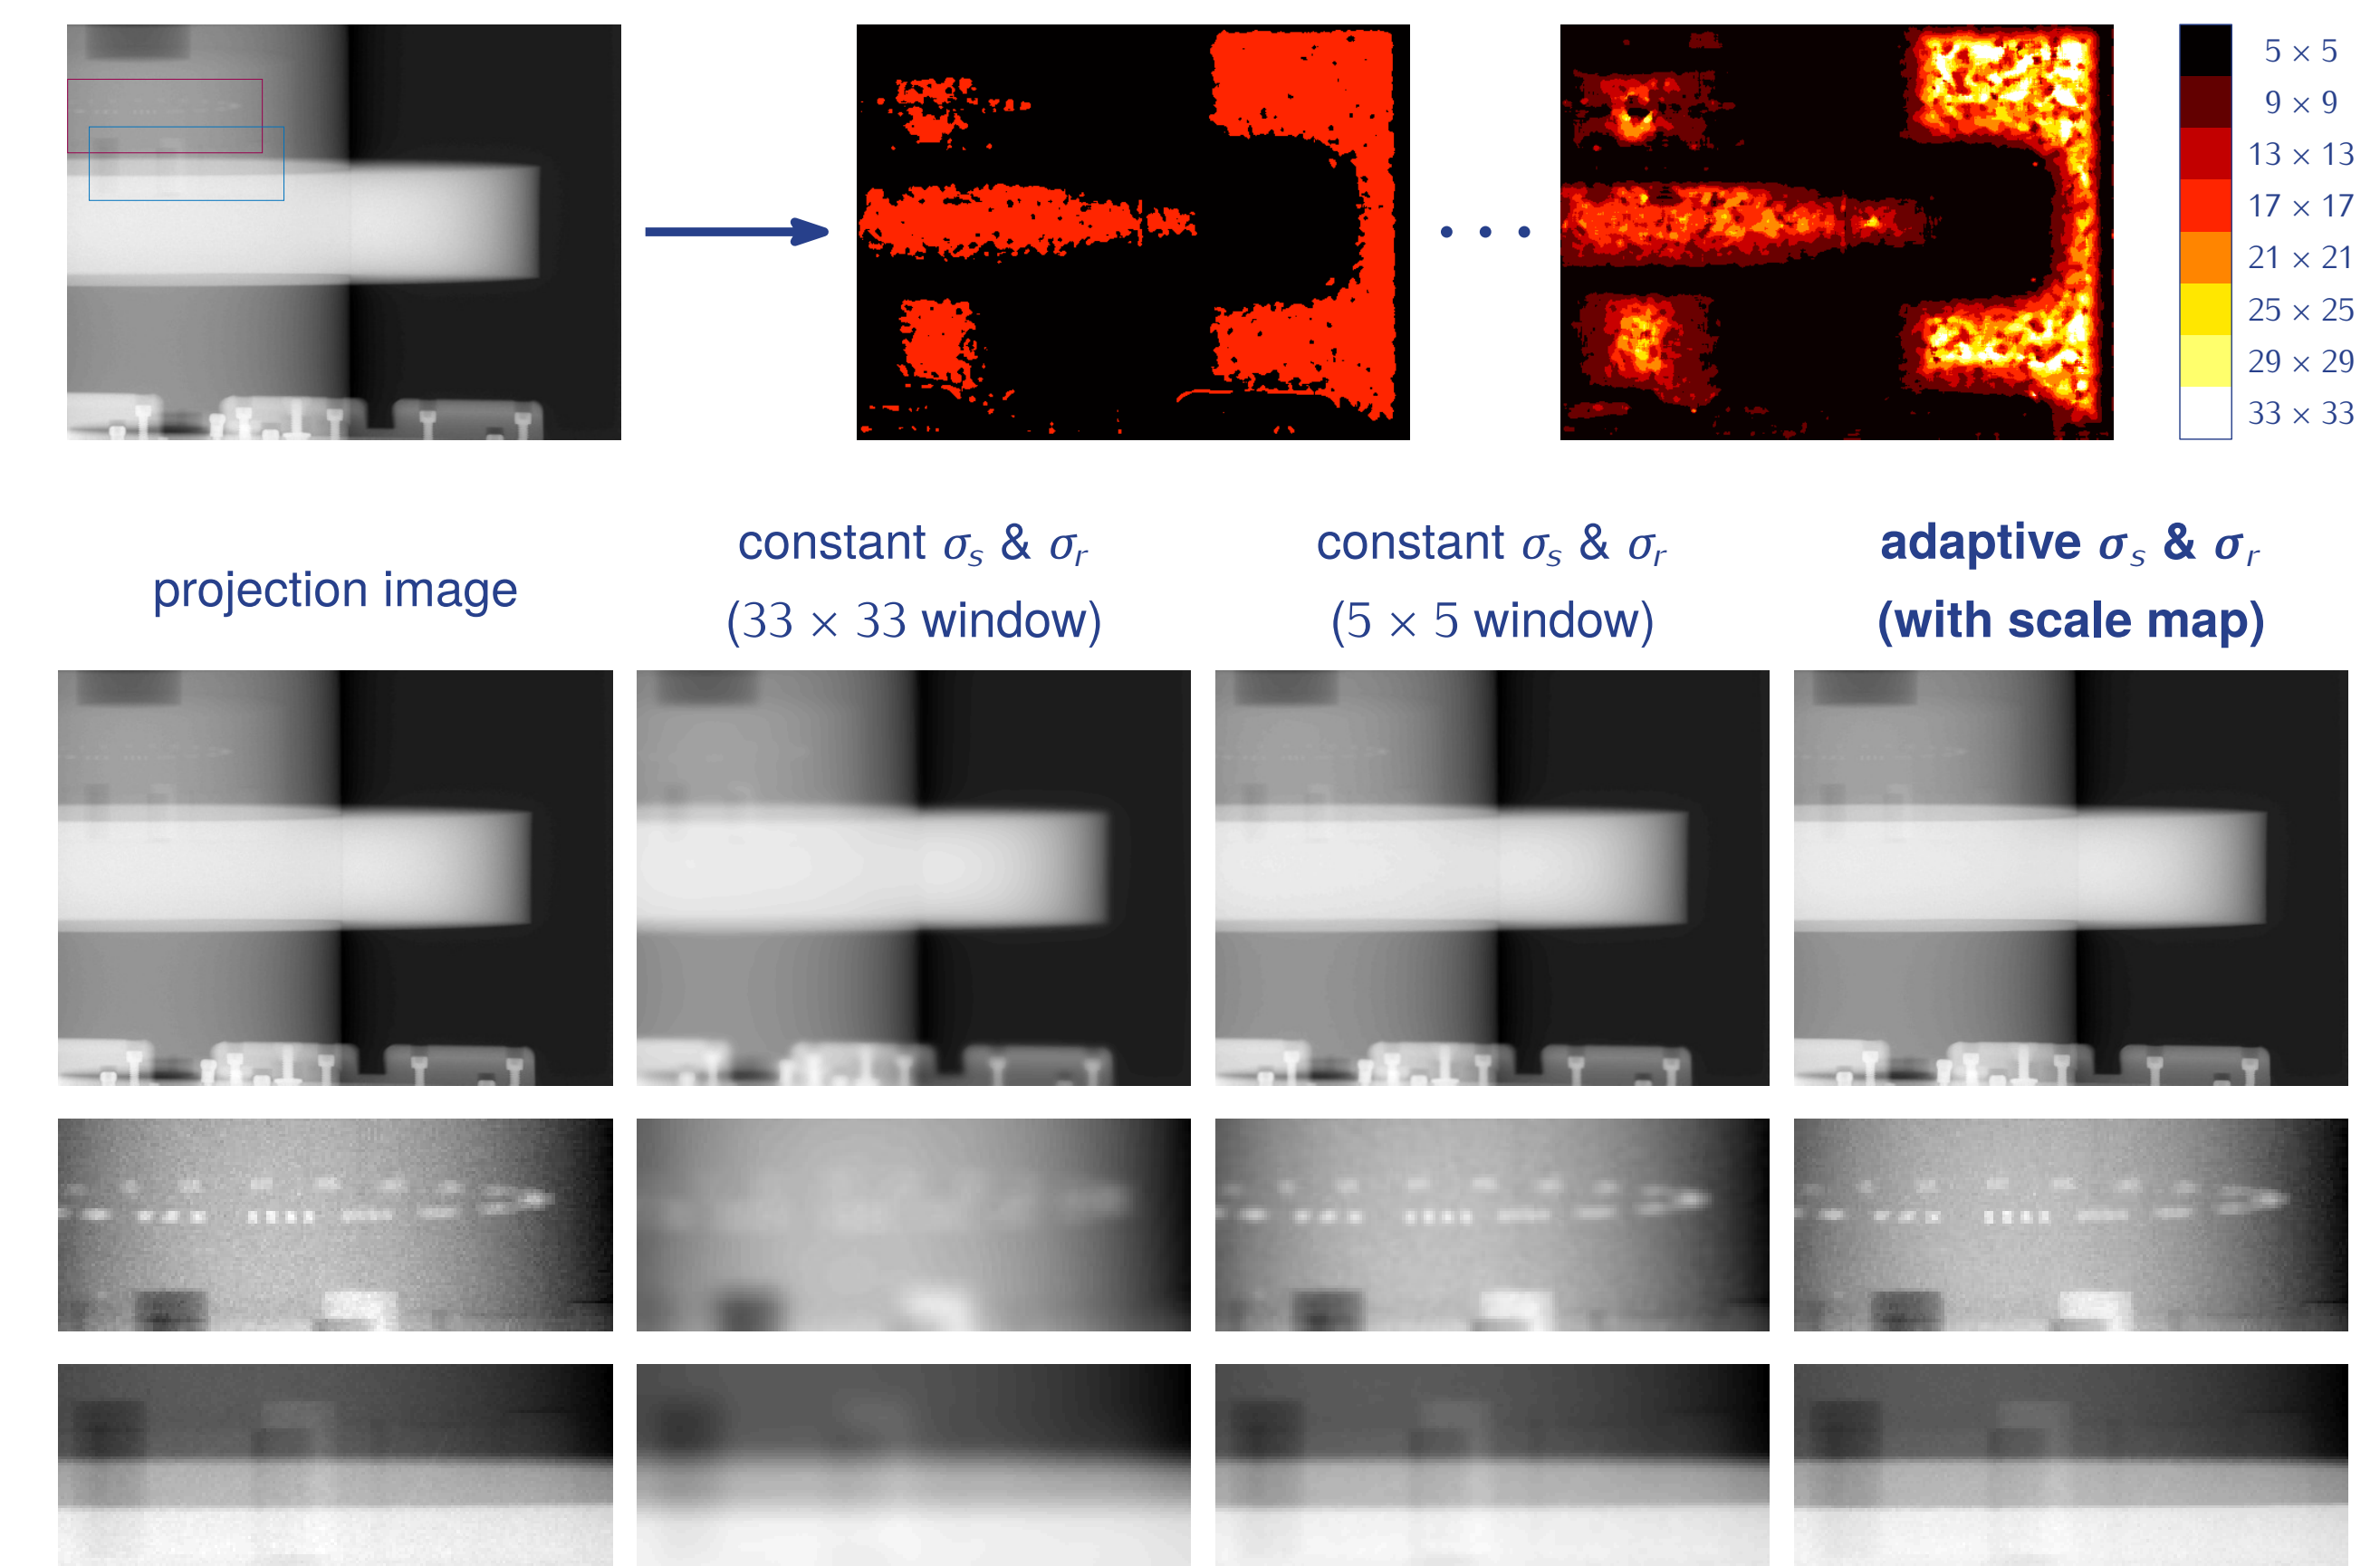 5 × 5
9 × 9
13 × 13
17 × 17
21 × 21
25 × 25
29 × 29
33 × 33
projection image
constant σₛ & σᵣ
(33 × 33 window)
constant σₛ & σᵣ
(5 × 5 window)
adaptive σₛ & σᵣ
(with scale map)